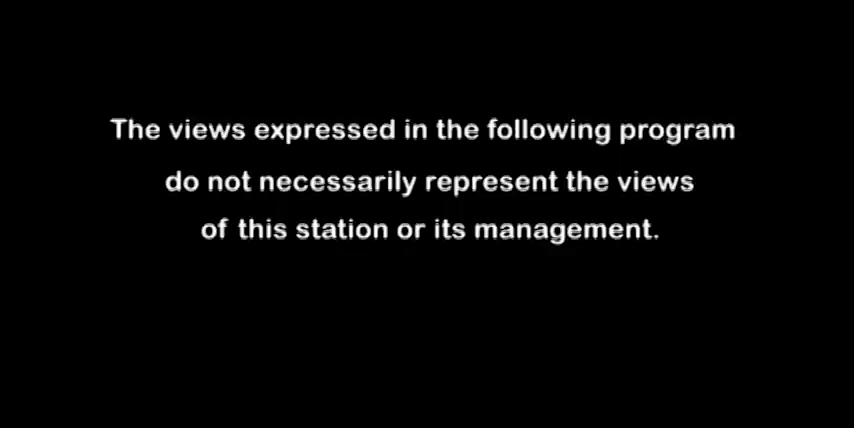 The views expressed in the following program
do not necessarily represent the views
of this station or its management.